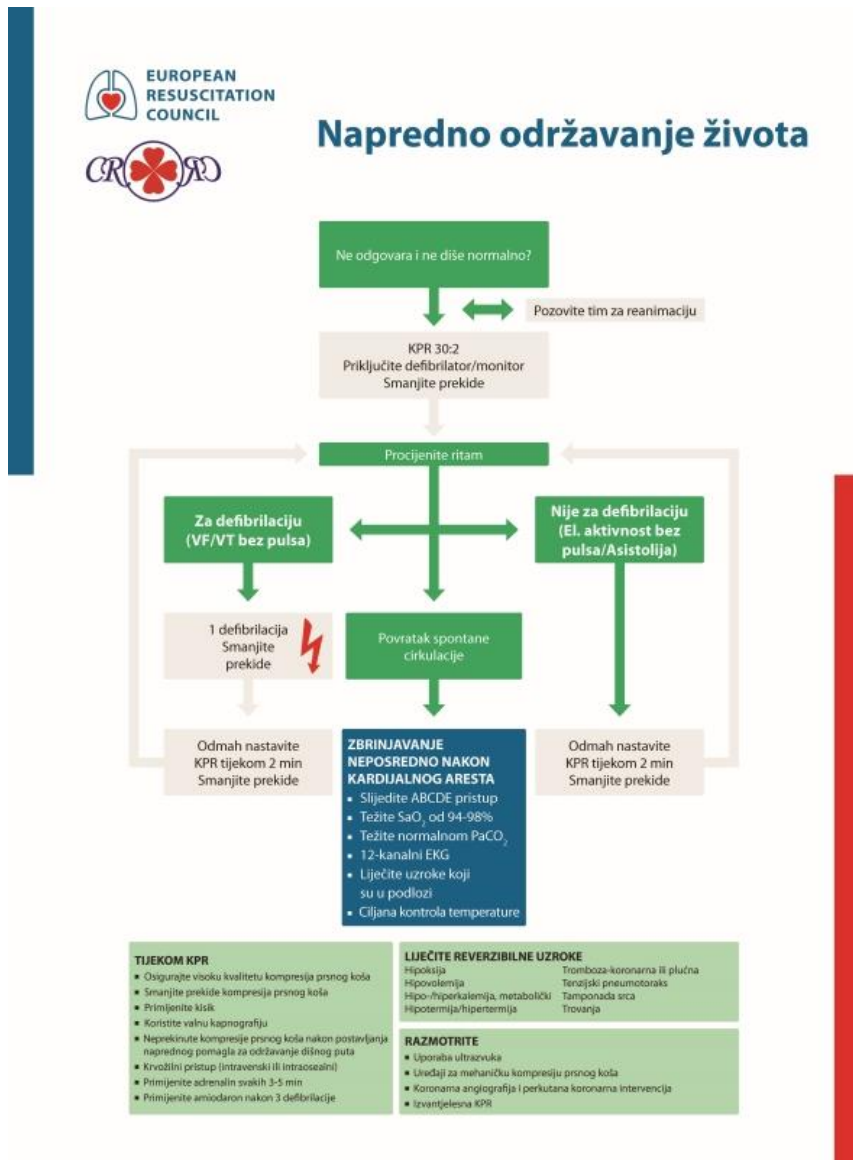 EUROPEAN
RESUSCITATION
COUNCIL
Napredno održavanje života
Ne odgovara i ne diše normalno?
Pozovite tim za reanimaciju
KPR 30:2
Priključite defibrilator/monitor
Smanjite prekide
Procijenite ritam
Za defibrilaciju
(VF/VT bez pulsa)
Nije za defibrilaciju
(El. aktivnost bez
pulsa/Asistolija)
1 defibrilacija
Smanjite
prekide
Povratak spontane
cirkulacije
Odmah nastavite
KPR tijekom 2 min
Smanjite prekide
ZBRINJAVANJE
NEPOSREDNO NAKON
KARDIJALNOG ARESTA
▪ Slijedite ABCDE pristup
▪ Težite SaO₂ od 94-98%
▪ Težite normalnom PaCO₂
▪ 12-kanalni EKG
▪ Liječite uzroke koji
su u podlozi
▪ Ciljana kontrola temperature
Odmah nastavite
KPR tijekom 2 min
Smanjite prekide
TIJEKOM KPR
▪ Osigurajte visoku kvalitetu kompresija prsnog koša
▪ Smanjite prekide kompresija prsnog koša
▪ Primijenite kisik
▪ Koristite valnu kapnografiju
▪ Neprekinute kompresije prsnog koša nakon postavljanja
naprednog pomagla za održavanje dišnog puta
▪ Krvožilni pristup (intravenski ili intraosealni)
▪ Primijenite adrenalin svakih 3-5 min
▪ Primijenite amiodaron nakon 3 defibrilacije
LIJEČITE REVERZIBILNE UZROKE
Hipoksija Tromboza-koronarna ili plućna
Hipovolemija Tenzijski pneumotoraks
Hipo-/hiperkalemija, metabolički Tamponada srca
Hipotermija/hipertermija Trovanja
RAZMOTRITE
▪ Uporaba ultrazvuka
▪ Uređaji za mehaničku kompresiju prsnog koša
▪ Koronarna angiografija i perkutana koronarna intervencija
▪ Izvantjelesna KPR